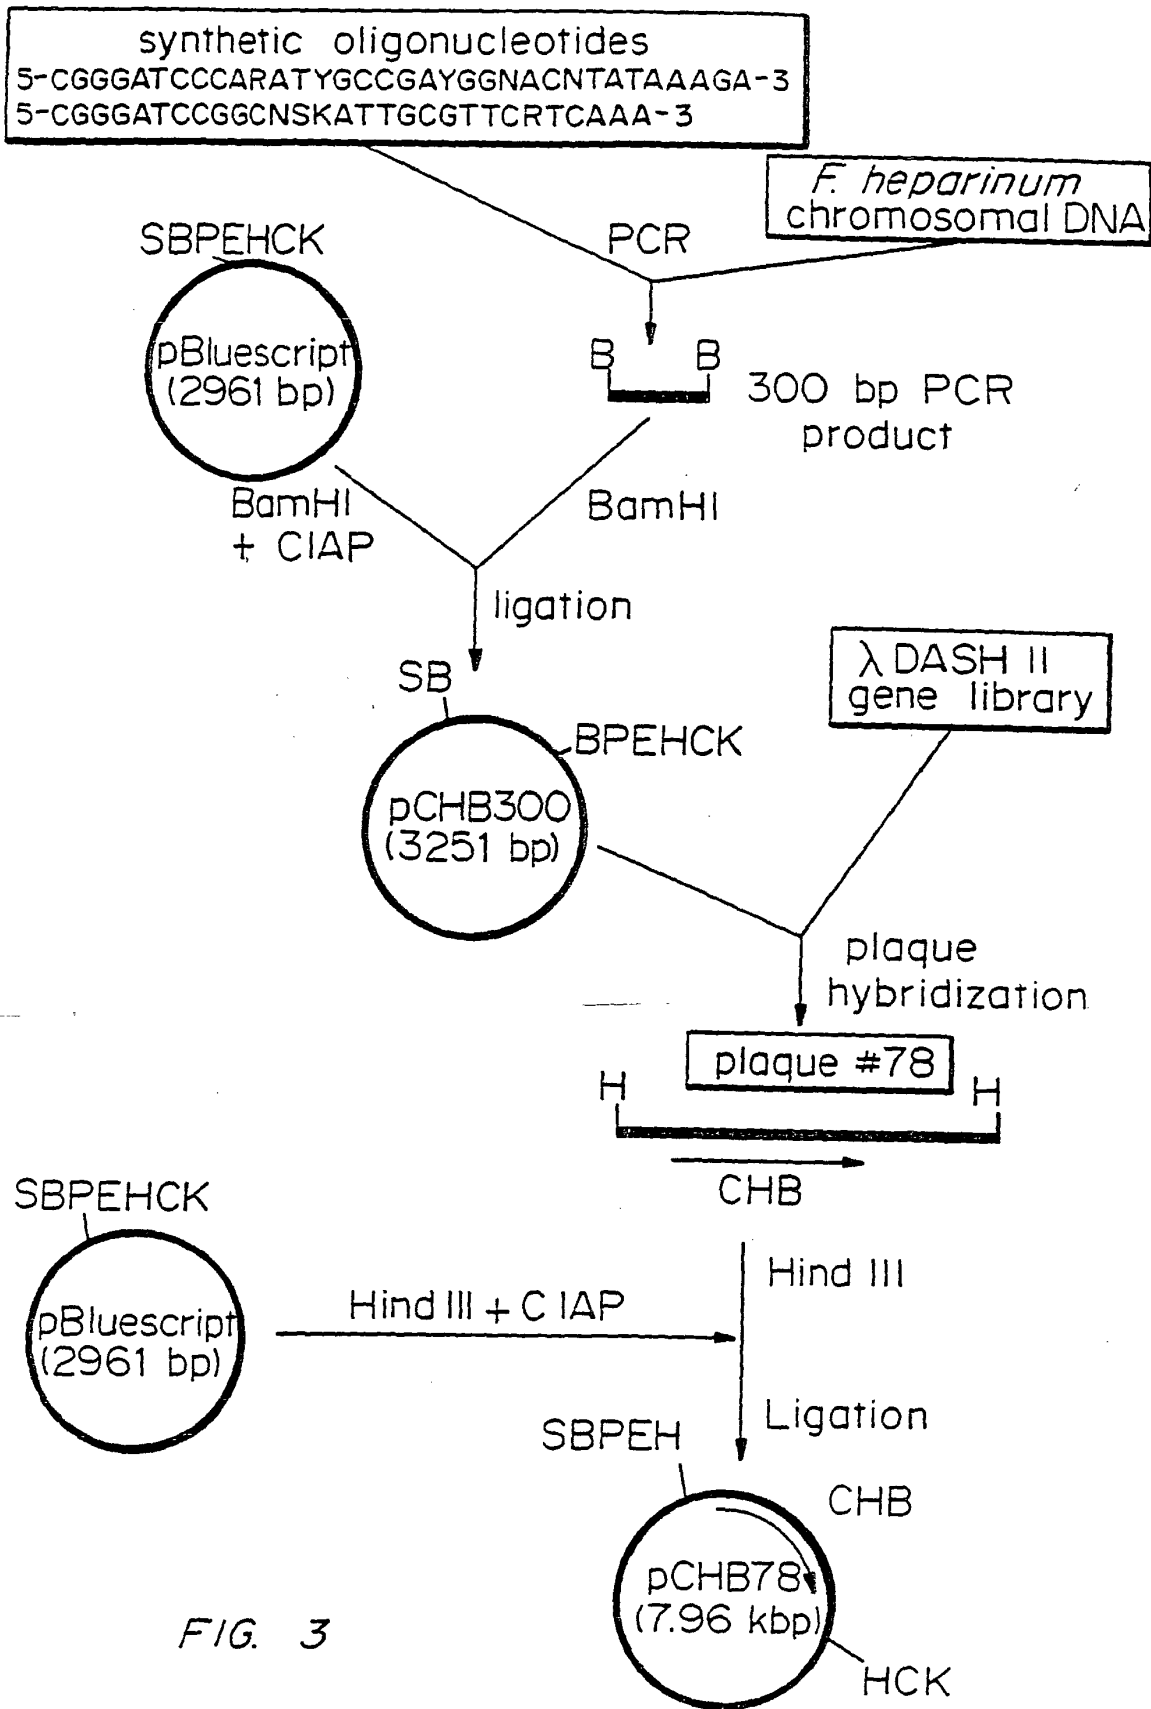 synthetic oligonucleotides
5-CGGGATCCCARATYGCCGAYGGNACNTATAAAGA-3
5-CGGGATCCGGCNSKATTGCGTTCRTCAAA-3
F. heparinum
chromosomal DNA
SBPEHCK
PCR
pBluescript
(2961 bp)
B
B
300 bp PCR
product
BamHI
+ CIAP
BamHI
ligation
λ DASH II
gene library
SB
BPEHCK
pCHB300
(3251 bp)
plaque
hybridization
plaque #78
H
H
CHB
SBPEHCK
Hind III
Hind III + CIAP
pBluescript
(2961 bp)
Ligation
SBPEH
CHB
pCHB78
(7.96 kbp)
FIG. 3
HCK